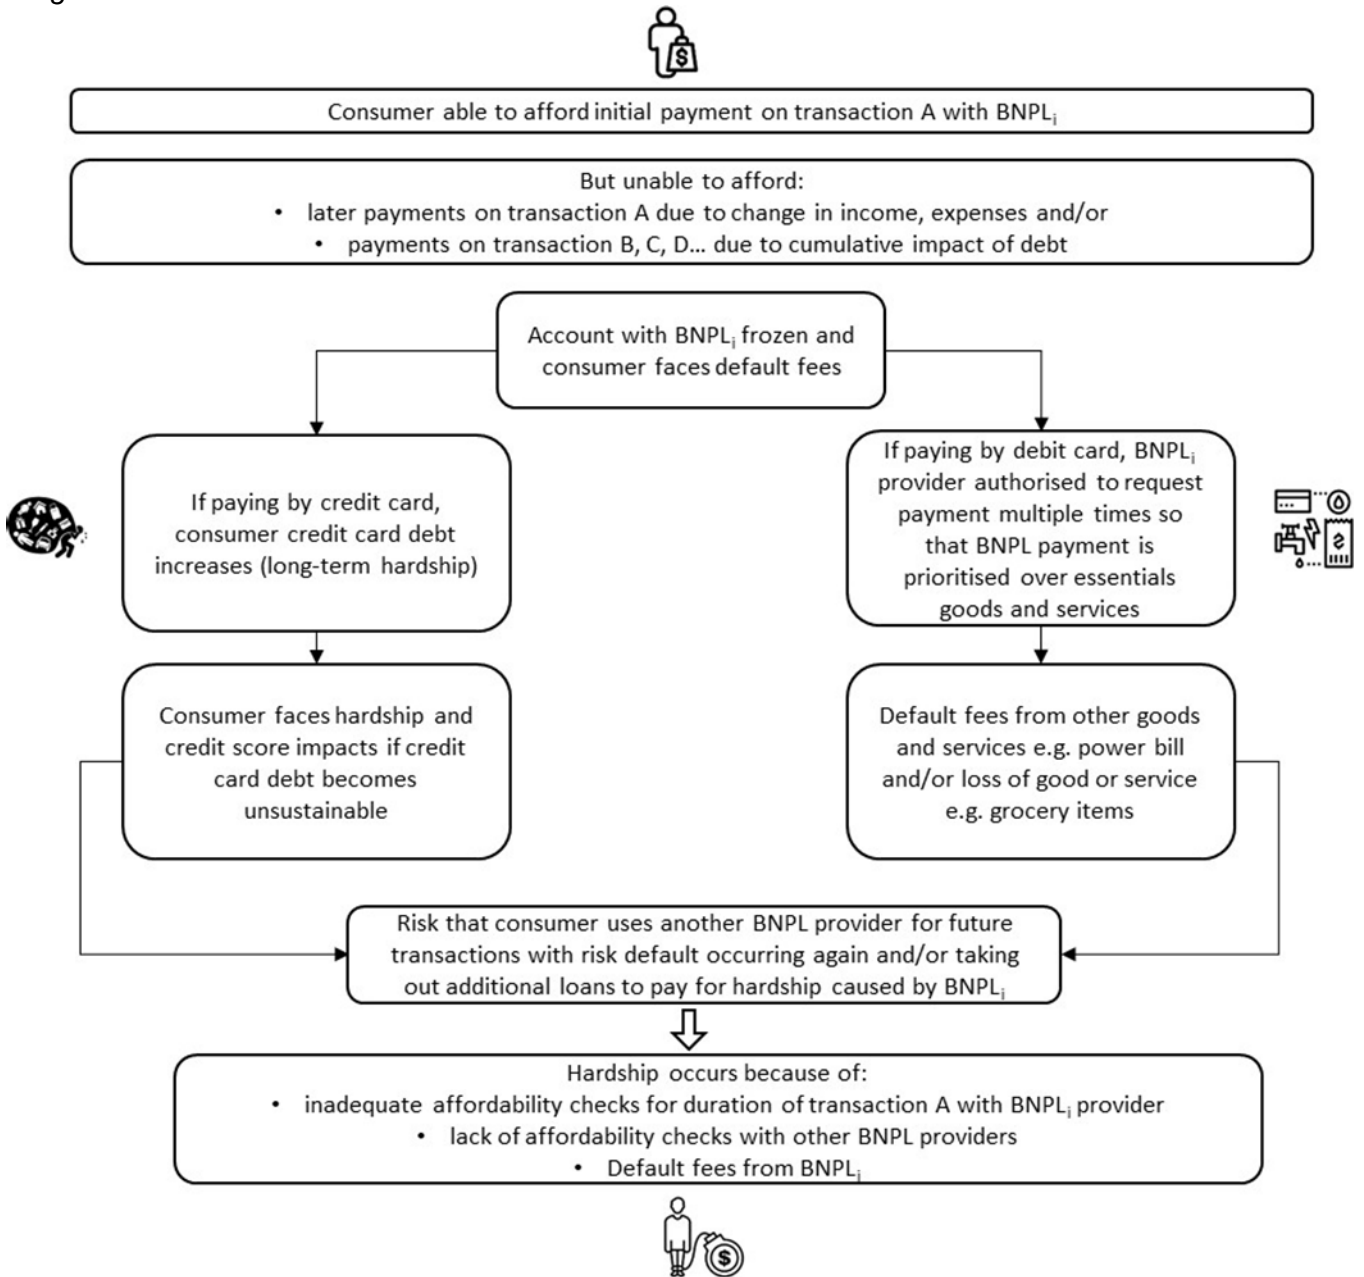 Consumer able to afford initial payment on transaction A with BNPLi
But unable to afford:
• later payments on transaction A due to change in income, expenses and/or
• payments on transaction B, C, D... due to cumulative impact of debt
Account with BNPLi frozen and
consumer faces default fees
If paying by credit card,
consumer credit card debt
increases (long-term hardship)
If paying by debit card, BNPLi
provider authorised to request
payment multiple times so
that BNPL payment is
prioritised over essentials
goods and services
Consumer faces hardship and
credit score impacts if credit
card debt becomes
unsustainable
Default fees from other goods
and services e.g. power bill
and/or loss of good or service
e.g. grocery items
Risk that consumer uses another BNPL provider for future
transactions with risk default occurring again and/or taking
out additional loans to pay for hardship caused by BNPLi
Hardship occurs because of:
• inadequate affordability checks for duration of transaction A with BNPLi provider
• lack of affordability checks with other BNPL providers
• Default fees from BNPLi